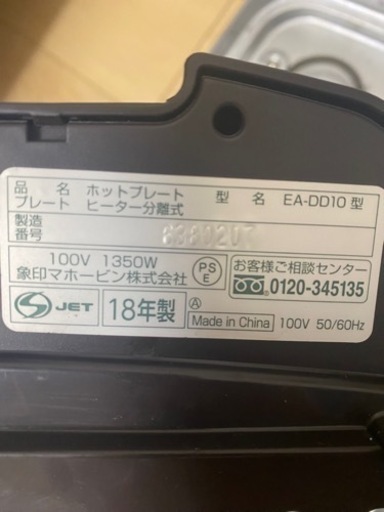 品 名 ホットプレート 型 名 EA-DD10 型
プレート ヒーター分離式
製造
番号
100V 1350W
象印マホービン株式会社
PS
E
お客様ご相談センター
0120-345135
S JET
18年製
A
Made in China
100V 50/60Hz